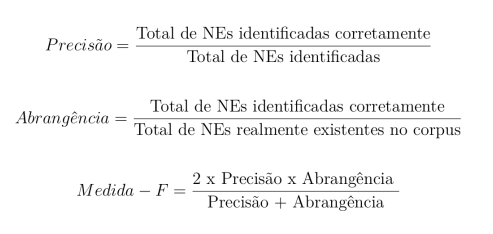 Precisão = Total de NEs identificadas corretamente / Total de NEs identificadas
Abrangência = Total de NEs identificadas corretamente / Total de NEs realmente existentes no corpus
Medida − F = 2 x Precisão x Abrangência / Precisão + Abrangência